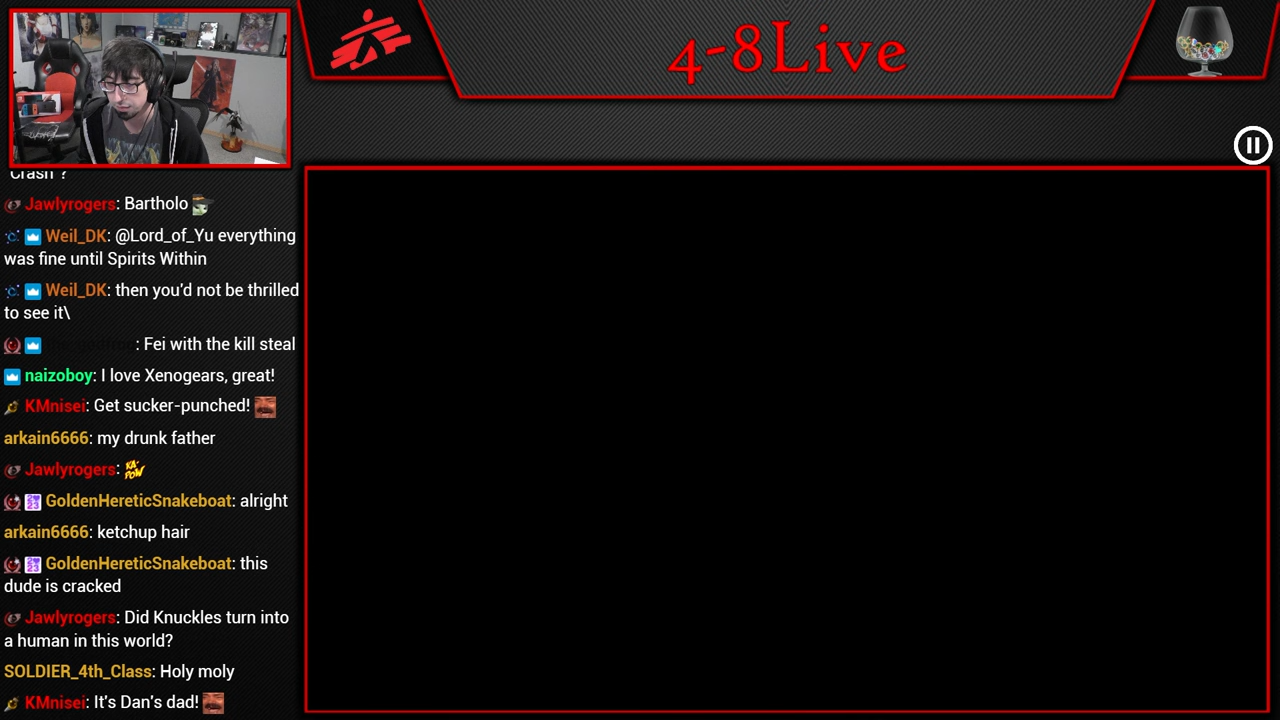 4-8Live
Crash"?
Jawlyrogers: Bartholo
Weil_DK: @Lord_of_Yu everything
was fine until Spirits Within
Weil_DK: then you'd not be thrilled
to see it\
: Fei with the kill steal
naizoboy: I love Xenogears, great!
KMnisei: Get sucker-punched!
arkain6666: my drunk father
Jawlyrogers:
KA-
POW
GoldenHereticSnakeboat: alright
arkain6666: ketchup hair
GoldenHereticSnakeboat: this
dude is cracked
Jawlyrogers: Did Knuckles turn into
a human in this world?
SOLDIER_4th_Class: Holy moly
KMnisei: It's Dan's dad!